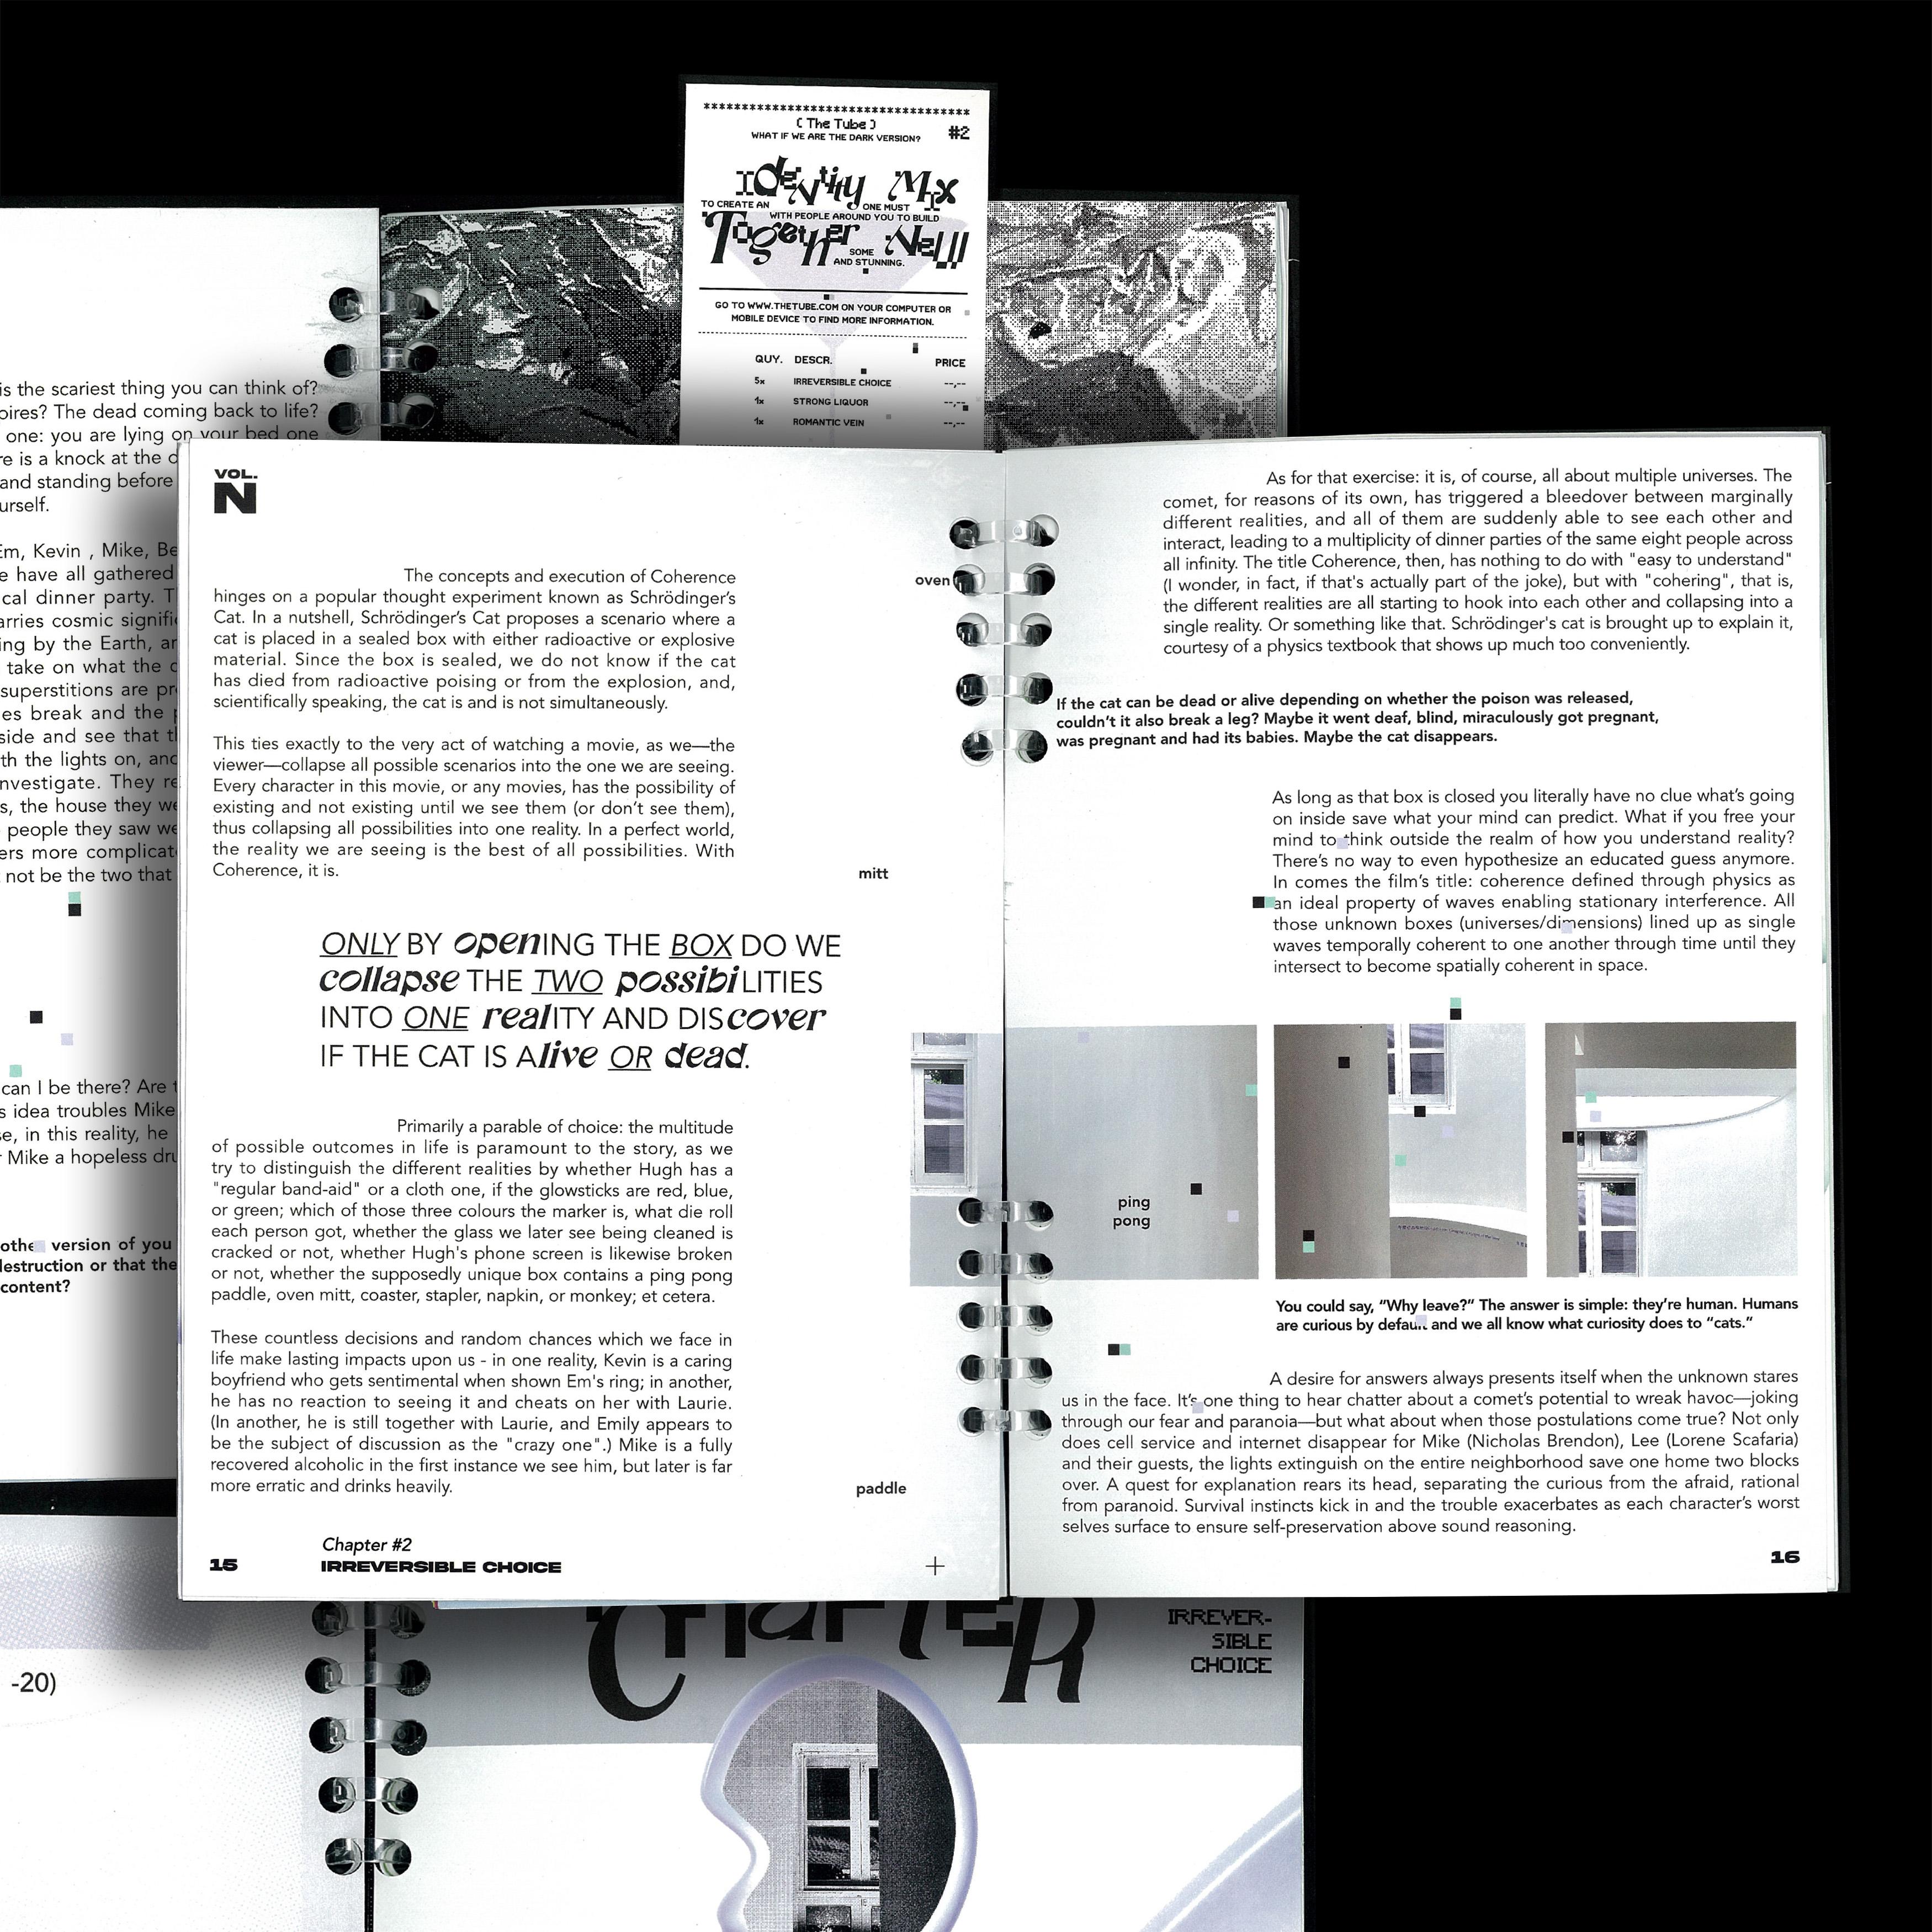 ***********************************
( The Tube )
WHAT IF WE ARE THE DARK VERSION?
#2
Identity Mix
TO CREATE AN ONE MUST
WITH PEOPLE AROUND YOU TO BUILD
Together New
SOME
AND STUNNING.
GO TO WWW.THETUBE.COM ON YOUR COMPUTER OR
MOBILE DEVICE TO FIND MORE INFORMATION.
QUY. DESCR. PRICE
5x IRREVERSIBLE CHOICE --,--
1x STRONG LIQUOR --,--
1x ROMANTIC VEIN --,--
is the scariest thing you can think of?
oires? The dead coming back to life?
one: you are lying on your bed one
re is a knock at the
and standing before
urself.
Em, Kevin , Mike, Be
e have all gathered
cal dinner party. T
arries cosmic signifi
ing by the Earth, an
take on what the
superstitions are pr
es break and the
side and see that th
th the lights on, and
nvestigate. They re
s, the house they we
people they saw we
ers more complicat
not be the two that
can I be there? Are t
s idea troubles Mike
se, in this reality, he
r Mike a hopeless dru
othe version of you
destruction or that the
content?
VOL.
N
The concepts and execution of Coherence
hinges on a popular thought experiment known as Schrödinger’s
Cat. In a nutshell, Schrödinger’s Cat proposes a scenario where a
cat is placed in a sealed box with either radioactive or explosive
material. Since the box is sealed, we do not know if the cat
has died from radioactive poising or from the explosion, and,
scientifically speaking, the cat is and is not simultaneously.
This ties exactly to the very act of watching a movie, as we—the
viewer—collapse all possible scenarios into the one we are seeing.
Every character in this movie, or any movies, has the possibility of
existing and not existing until we see them (or don’t see them),
thus collapsing all possibilities into one reality. In a perfect world,
the reality we are seeing is the best of all possibilities. With
Coherence, it is.
oven
mitt
ONLY BY openING THE BOX DO WE
collapse THE TWO possibiLITIES
INTO ONE realITY AND DIScover
IF THE CAT IS Alive OR dead.
Primarily a parable of choice: the multitude
of possible outcomes in life is paramount to the story, as we
try to distinguish the different realities by whether Hugh has a
"regular band-aid" or a cloth one, if the glowsticks are red, blue,
or green; which of those three colours the marker is, what die roll
each person got, whether the glass we later see being cleaned is
cracked or not, whether Hugh's phone screen is likewise broken
or not, whether the supposedly unique box contains a ping pong
paddle, oven mitt, coaster, stapler, napkin, or monkey; et cetera.
These countless decisions and random chances which we face in
life make lasting impacts upon us - in one reality, Kevin is a caring
boyfriend who gets sentimental when shown Em's ring; in another,
he has no reaction to seeing it and cheats on her with Laurie.
(In another, he is still together with Laurie, and Emily appears to
be the subject of discussion as the "crazy one".) Mike is a fully
recovered alcoholic in the first instance we see him, but later is far
more erratic and drinks heavily.
paddle
15
Chapter #2
IRREVERSIBLE CHOICE
As for that exercise: it is, of course, all about multiple universes. The
comet, for reasons of its own, has triggered a bleedover between marginally
different realities, and all of them are suddenly able to see each other and
interact, leading to a multiplicity of dinner parties of the same eight people across
all infinity. The title Coherence, then, has nothing to do with "easy to understand"
(I wonder, in fact, if that's actually part of the joke), but with "cohering", that is,
the different realities are all starting to hook into each other and collapsing into a
single reality. Or something like that. Schrödinger's cat is brought up to explain it,
courtesy of a physics textbook that shows up much too conveniently.
If the cat can be dead or alive depending on whether the poison was released,
couldn’t it also break a leg? Maybe it went deaf, blind, miraculously got pregnant,
was pregnant and had its babies. Maybe the cat disappears.
As long as that box is closed you literally have no clue what’s going
on inside save what your mind can predict. What if you free your
mind to think outside the realm of how you understand reality?
There’s no way to even hypothesize an educated guess anymore.
In comes the film’s title: coherence defined through physics as
an ideal property of waves enabling stationary interference. All
those unknown boxes (universes/dimensions) lined up as single
waves temporally coherent to one another through time until they
intersect to become spatially coherent in space.
ping
pong
You could say, “Why leave?” The answer is simple: they’re human. Humans
are curious by default and we all know what curiosity does to “cats.”
A desire for answers always presents itself when the unknown stares
us in the face. It’s one thing to hear chatter about a comet’s potential to wreak havoc—joking
through our fear and paranoia—but what about when those postulations come true? Not only
does cell service and internet disappear for Mike (Nicholas Brendon), Lee (Lorene Scafaria)
and their guests, the lights extinguish on the entire neighborhood save one home two blocks
over. A quest for explanation rears its head, separating the curious from the afraid, rational
from paranoid. Survival instincts kick in and the trouble exacerbates as each character’s worst
selves surface to ensure self-preservation above sound reasoning.
16
-20)
CHAPTER
IRREVER-
SIBLE
CHOICE